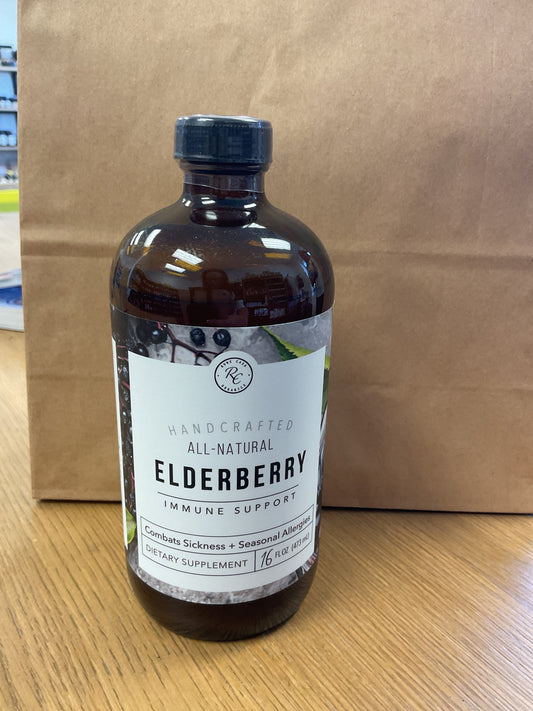 RC
HANDCRAFTED
ALL-NATURAL
ELDERBERRY
IMMUNE SUPPORT
Combats Sickness + Seasonal Allergies
DIETARY SUPPLEMENT 16 FL OZ (473 mL)